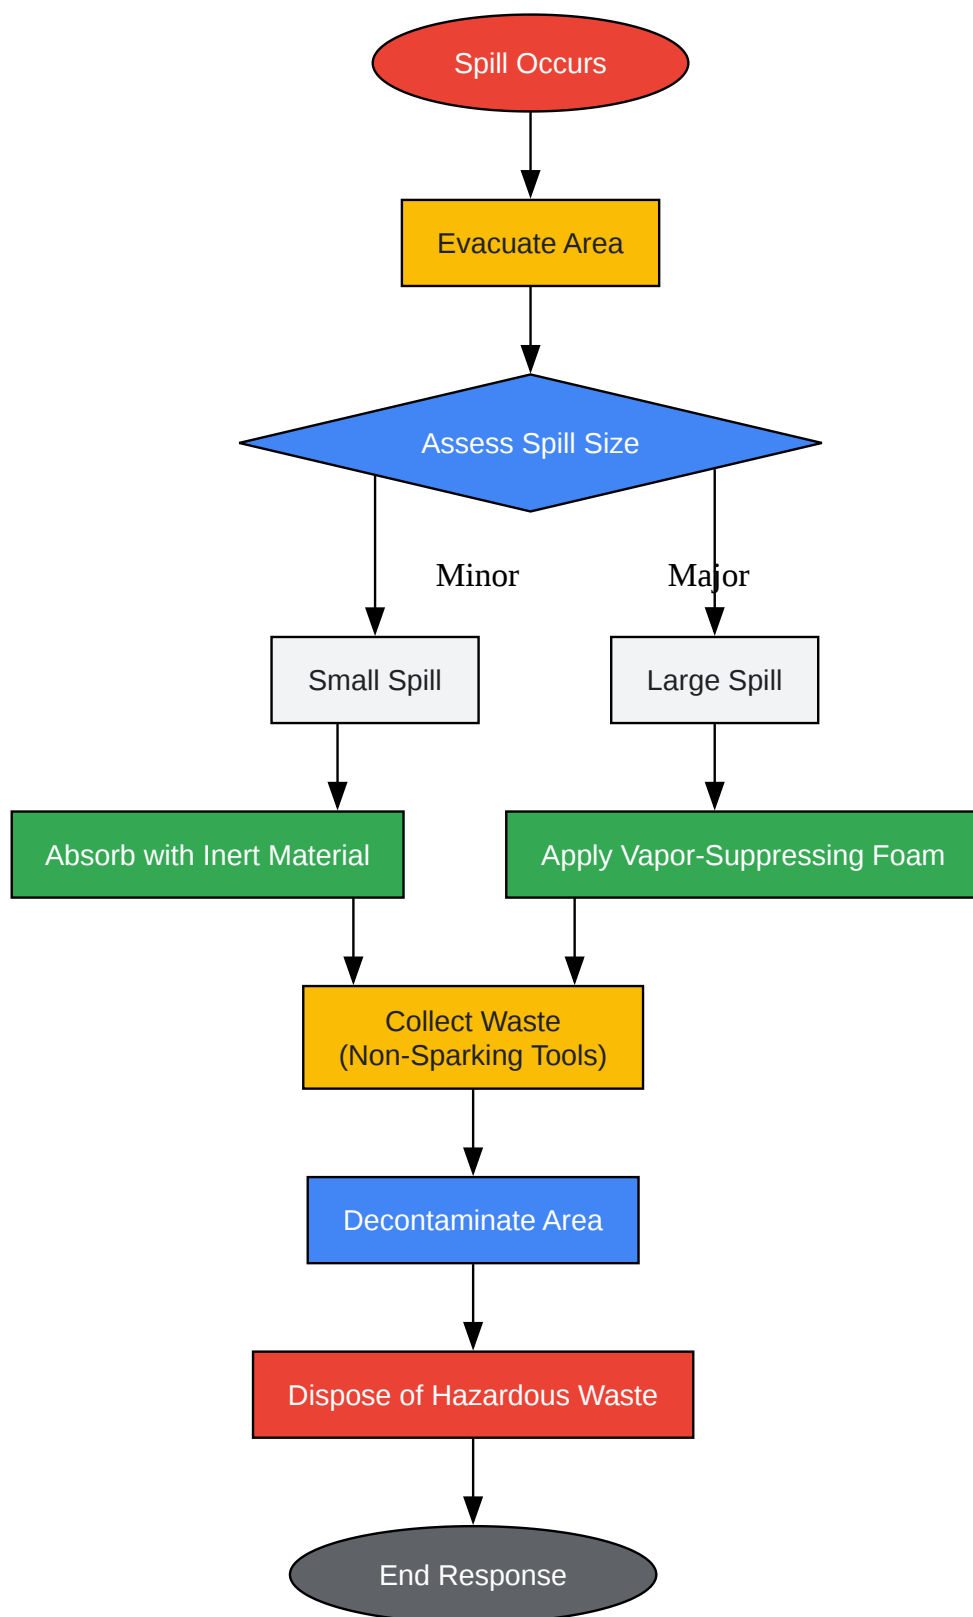 Spill Occurs
Evacuate Area
Assess Spill Size
Minor
Major
Small Spill
Large Spill
Absorb with Inert Material
Apply Vapor-Suppressing Foam
Collect Waste
(Non-Sparking Tools)
Decontaminate Area
Dispose of Hazardous Waste
End Response